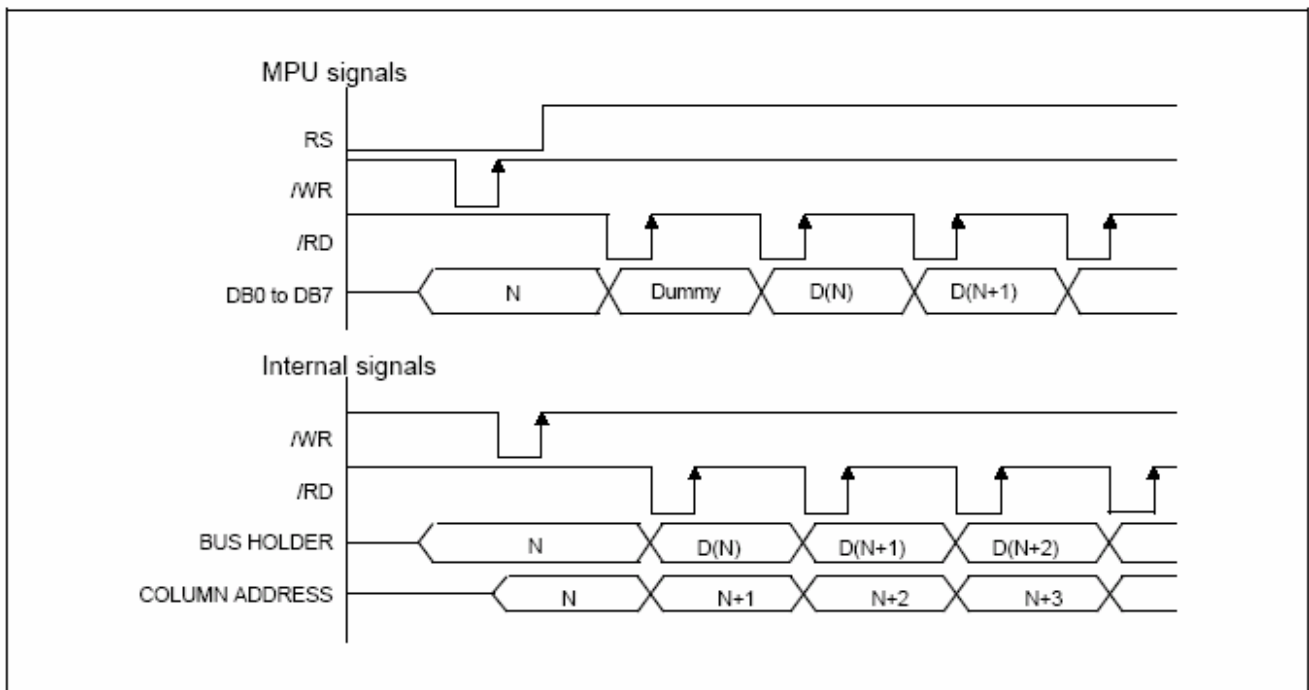 MPU signals
RS
/WR
/RD
DB0 to DB7 N Dummy D(N) D(N+1)
Internal signals
/WR
/RD
BUS HOLDER N D(N) D(N+1) D(N+2)
COLUMN ADDRESS N N+1 N+2 N+3